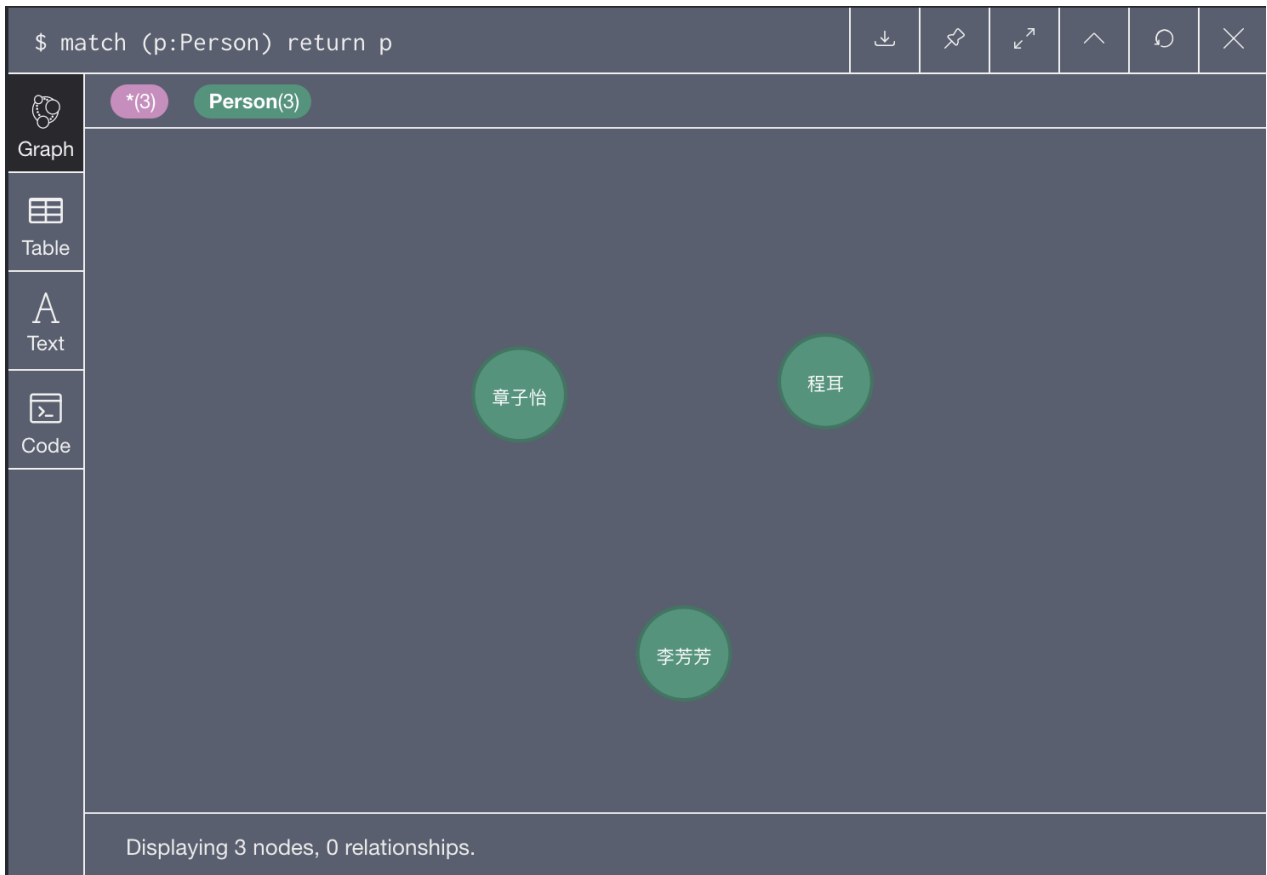 $ match (p:Person) return p
*(3) Person(3)
Graph
Table
A
Text
>_
Code
章子怡
程耳
李芳芳
Displaying 3 nodes, 0 relationships.